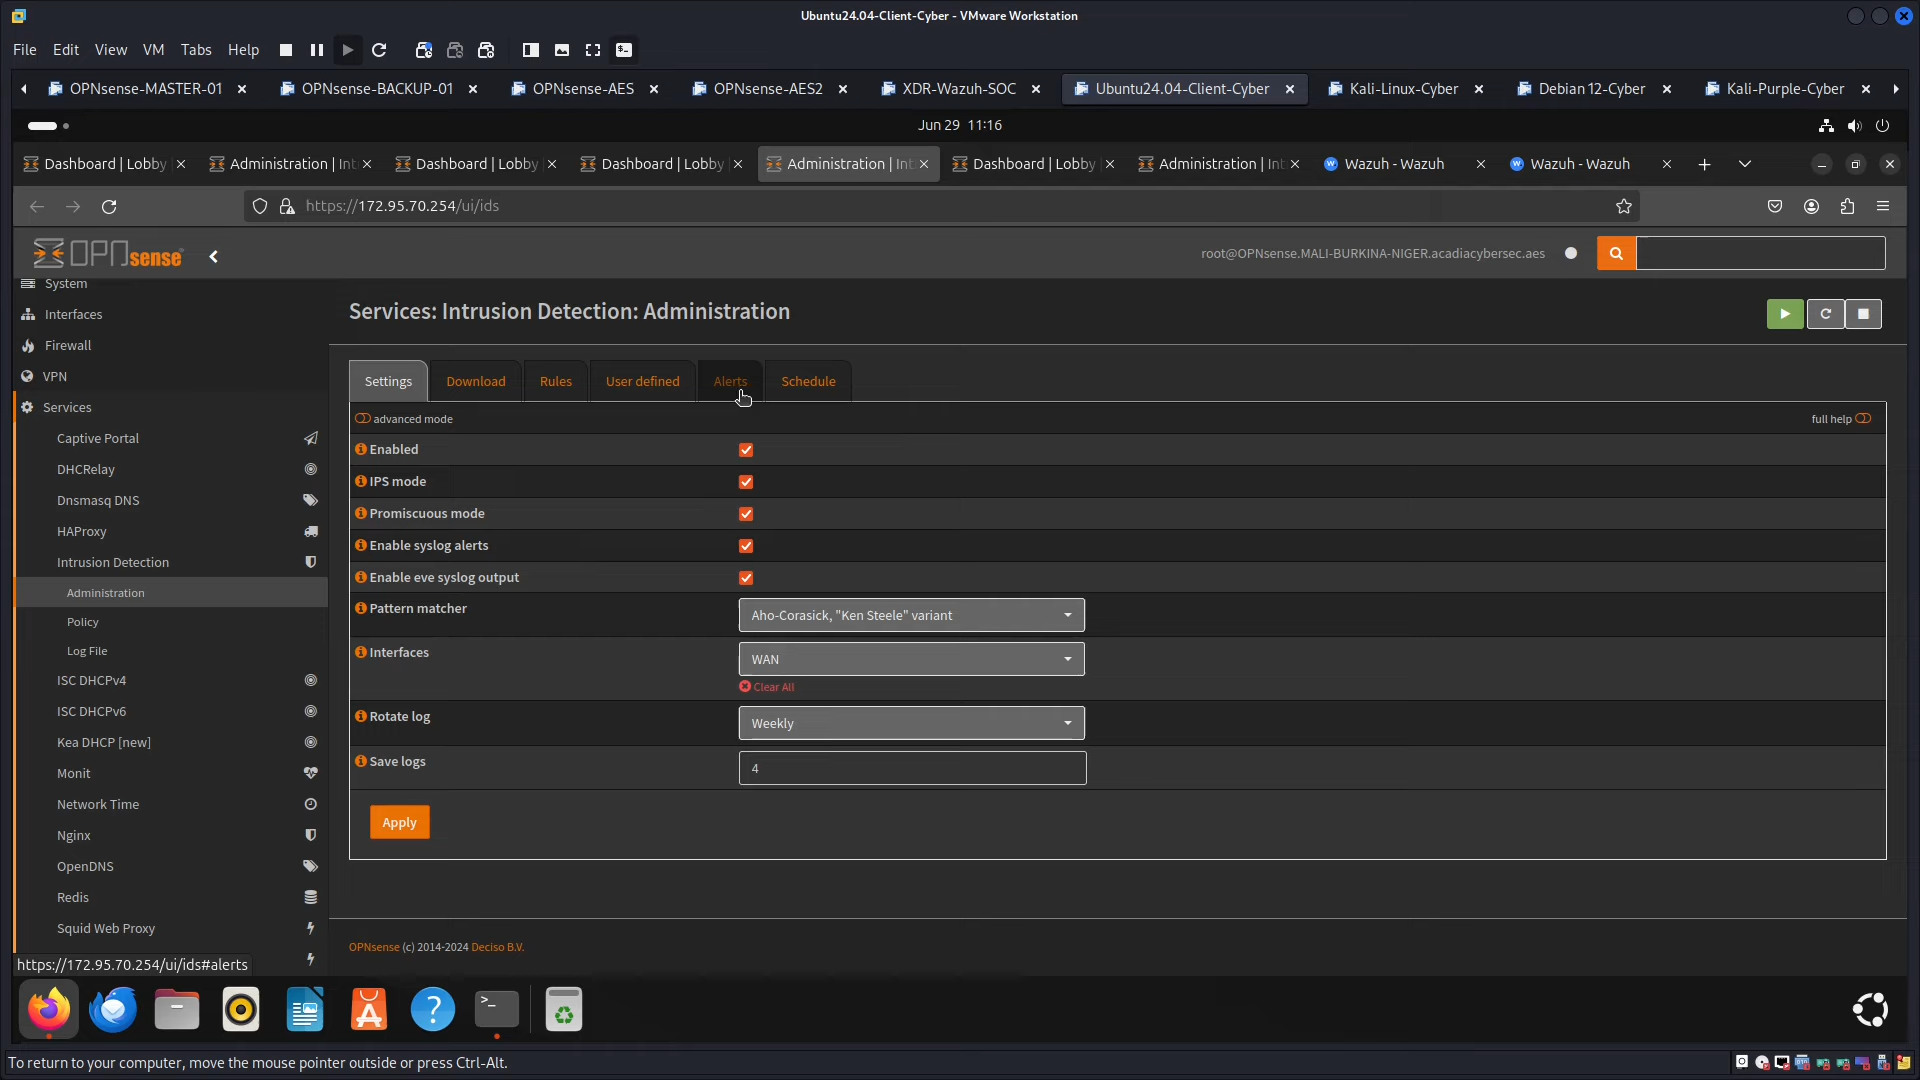 Ubuntu24.04-Client-Cyber - VMware Workstation
File Edit View VM Tabs Help
OPNsense-MASTER-01 OPNsense-BACKUP-01 OPNsense-AES OPNsense-AES2 XDR-Wazuh-SOC Ubuntu24.04-Client-Cyber Kali-Linux-Cyber Debian 12-Cyber Kali-Purple-Cyber
Jun 29 11:16
Dashboard | Lobby Administration | Int Dashboard | Lobby Dashboard | Lobby Administration | Int Dashboard | Lobby Administration | Int Wazuh - Wazuh Wazuh - Wazuh
https://172.95.70.254/ui/ids
OPNsense
root@OPNsense.MALI-BURKINA-NIGER.acadiacybersec.aes
System
Interfaces
Firewall
VPN
Services
Captive Portal
DHCRelay
Dnsmasq DNS
HAProxy
Intrusion Detection
Administration
Policy
Log File
ISC DHCPv4
ISC DHCPv6
Kea DHCP [new]
Monit
Network Time
Nginx
OpenDNS
Redis
Squid Web Proxy
https://172.95.70.254/ui/ids#alerts
Services: Intrusion Detection: Administration
Settings Download Rules User defined Alerts Schedule
advanced mode full help
Enabled
IPS mode
Promiscuous mode
Enable syslog alerts
Enable eve syslog output
Pattern matcher Aho-Corasick, "Ken Steele" variant
Interfaces WAN
Clear All
Rotate log Weekly
Save logs 4
Apply
OPNsense (c) 2014-2024 Deciso B.V.
To return to your computer, move the mouse pointer outside or press Ctrl-Alt.